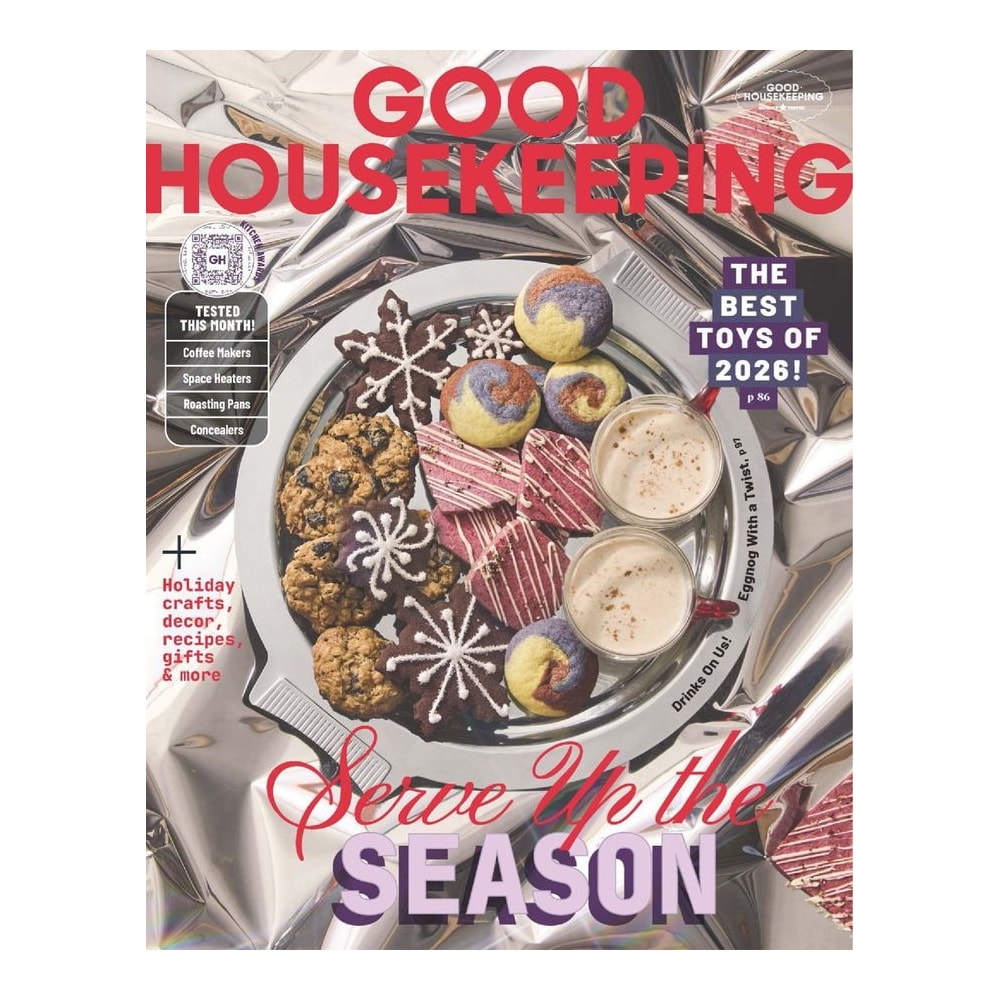 GOOD
HOUSEKEEPING
·GOOD·
HOUSEKEEPING
KITCHEN AWARDS
GH
TESTED
THIS MONTH!
Coffee Makers
Space Heaters
Roasting Pans
Concealers
THE
BEST
TOYS OF
2026!
p 86
Eggnog With a Twist, p 97
Drinks On Us!
+
Holiday
crafts,
decor,
recipes,
gifts
& more
Serve Up the
SEASON